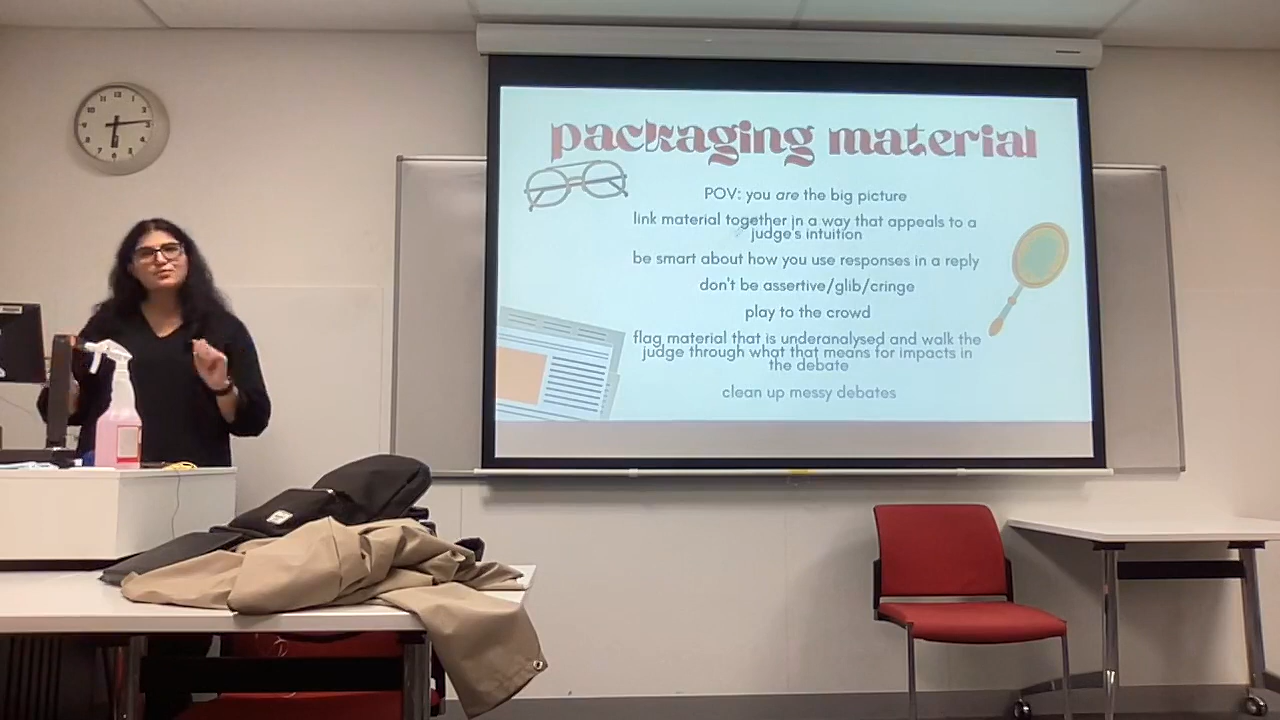 packaging material
POV: you are the big picture
link material together in a way that appeals to a
judge's intuition
be smart about how you use responses in a reply
don't be assertive/glib/cringe
play to the crowd
flag material that is underanalysed and walk the
judge through what that means for impacts in
the debate
clean up messy debates